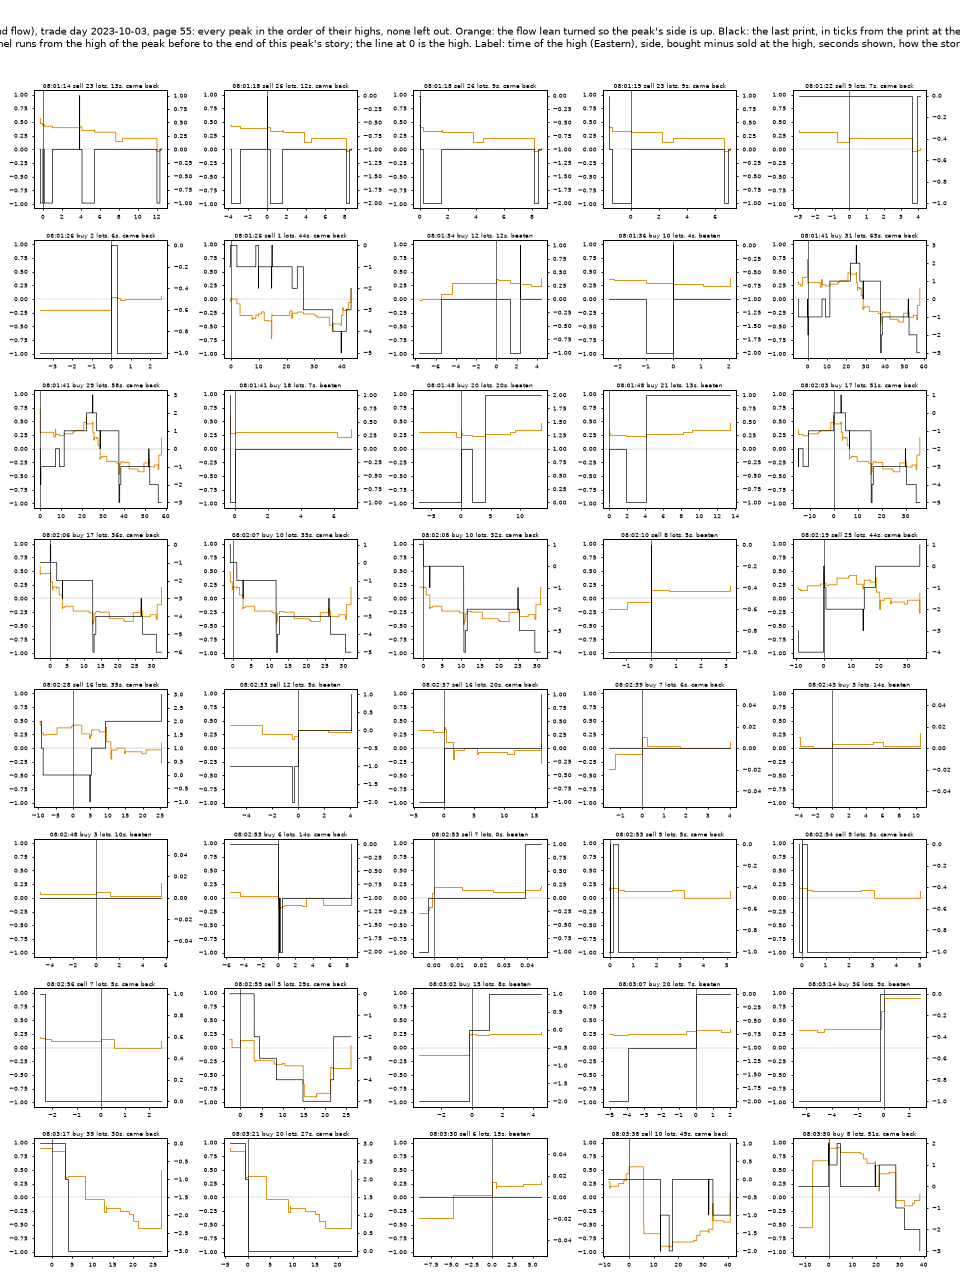 nd flow), trade day 2023-10-03, page 55: every peak in the order of their highs, none left out. Orange: the flow lean turned so the peak's side is up. Black: the last print, in ticks from the print at the
nel runs from the high of the peak before to the end of this peak's story; the line at 0 is the high. Label: time of the high (Eastern), side, bought minus sold at the high, seconds shown, how the stor
08:01:14 sell 23 lots. 13s. came back
08:01:18 sell 26 lots. 12s. came back
08:01:18 sell 26 lots. 9s. came back
08:01:19 sell 23 lots. 9s. came back
08:01:22 sell 9 lots. 7s. came back
08:01:26 buy 2 lots. 6s. came back
08:01:26 sell 1 lots. 44s. came back
08:01:34 buy 12 lots. 12s. beaten
08:01:36 buy 10 lots. 4s. beaten
08:01:41 buy 31 lots. 63s. came back
08:01:41 buy 29 lots. 58s. came back
08:01:41 buy 18 lots. 7s. beaten
08:01:48 buy 20 lots. 20s. beaten
08:01:48 buy 21 lots. 13s. beaten
08:02:03 buy 17 lots. 51s. came back
08:02:06 buy 17 lots. 36s. came back
08:02:07 buy 10 lots. 33s. came back
08:02:08 buy 10 lots. 32s. came back
08:02:10 sell 8 lots. 5s. beaten
08:02:19 sell 25 lots. 44s. came back
08:02:28 sell 16 lots. 35s. came back
08:02:33 sell 12 lots. 9s. beaten
08:02:37 sell 16 lots. 20s. came back
08:02:39 buy 7 lots. 6s. came back
08:02:43 buy 3 lots. 14s. beaten
08:02:48 buy 3 lots. 10s. beaten
08:02:53 buy 6 lots. 14s. came back
08:02:53 sell 7 lots. 0s. beaten
08:02:53 sell 9 lots. 5s. came back
08:02:54 sell 9 lots. 5s. came back
08:02:56 sell 7 lots. 5s. came back
08:02:59 sell 5 lots. 29s. came back
08:03:02 buy 15 lots. 8s. beaten
08:03:07 buy 20 lots. 7s. beaten
08:03:14 buy 36 lots. 9s. beaten
08:03:17 buy 39 lots. 30s. came back
08:03:21 buy 20 lots. 27s. came back
08:03:30 sell 6 lots. 15s. beaten
08:03:38 sell 10 lots. 49s. came back
08:03:50 buy 8 lots. 51s. came back